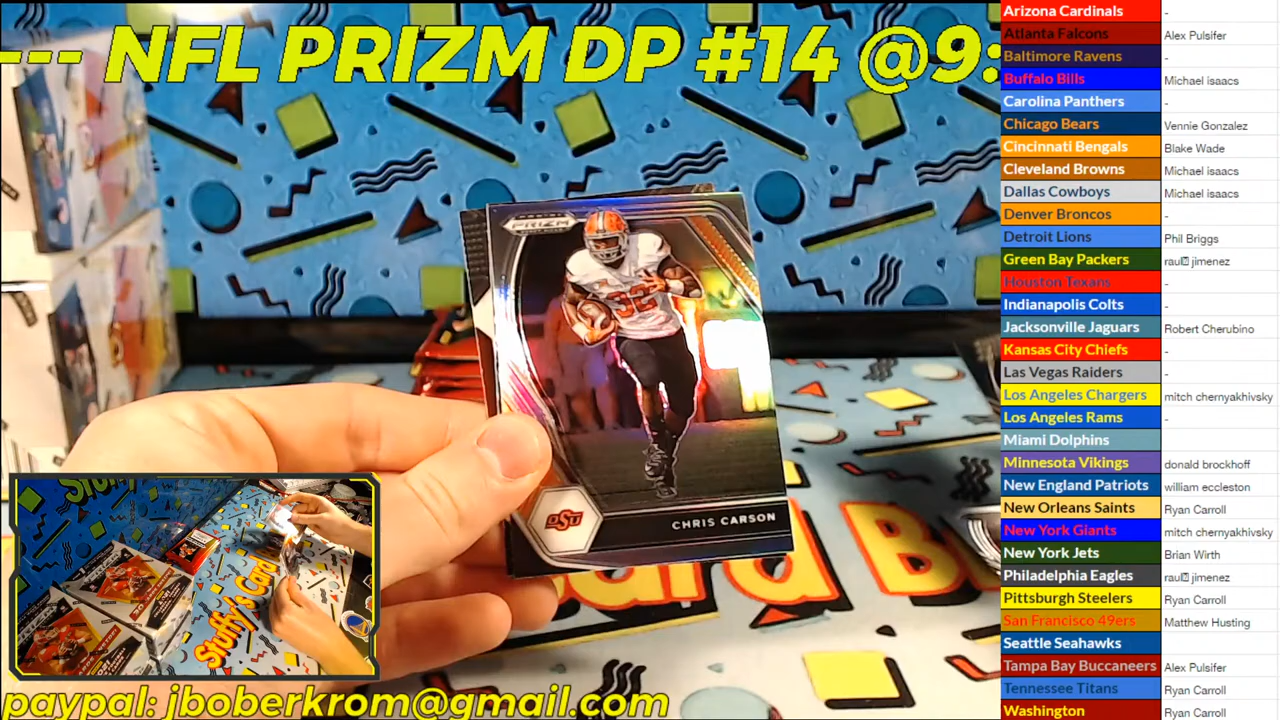 --- NFL PRIZM DP #14 @9:
PRIZM
32
OSU
CHRIS CARSON
Stuffy's Card
ard B
paypal: jboberkrom@gmail.com
Arizona Cardinals -
Atlanta Falcons Alex Pulsifer
Baltimore Ravens -
Buffalo Bills Michael isaacs
Carolina Panthers -
Chicago Bears Vennie Gonzalez
Cincinnati Bengals Blake Wade
Cleveland Browns Michael isaacs
Dallas Cowboys Michael isaacs
Denver Broncos -
Detroit Lions Phil Briggs
Green Bay Packers raul jimenez
Houston Texans -
Indianapolis Colts -
Jacksonville Jaguars Robert Cherubino
Kansas City Chiefs -
Las Vegas Raiders -
Los Angeles Chargers mitch chernyakhivsky
Los Angeles Rams -
Miami Dolphins
Minnesota Vikings donald brockhoff
New England Patriots william eccleston
New Orleans Saints Ryan Carroll
New York Giants mitch chernyakhivsky
New York Jets Brian Wirth
Philadelphia Eagles raul jimenez
Pittsburgh Steelers Ryan Carroll
San Francisco 49ers Matthew Husting
Seattle Seahawks
Tampa Bay Buccaneers Alex Pulsifer
Tennessee Titans Ryan Carroll
Washington Ryan Carroll